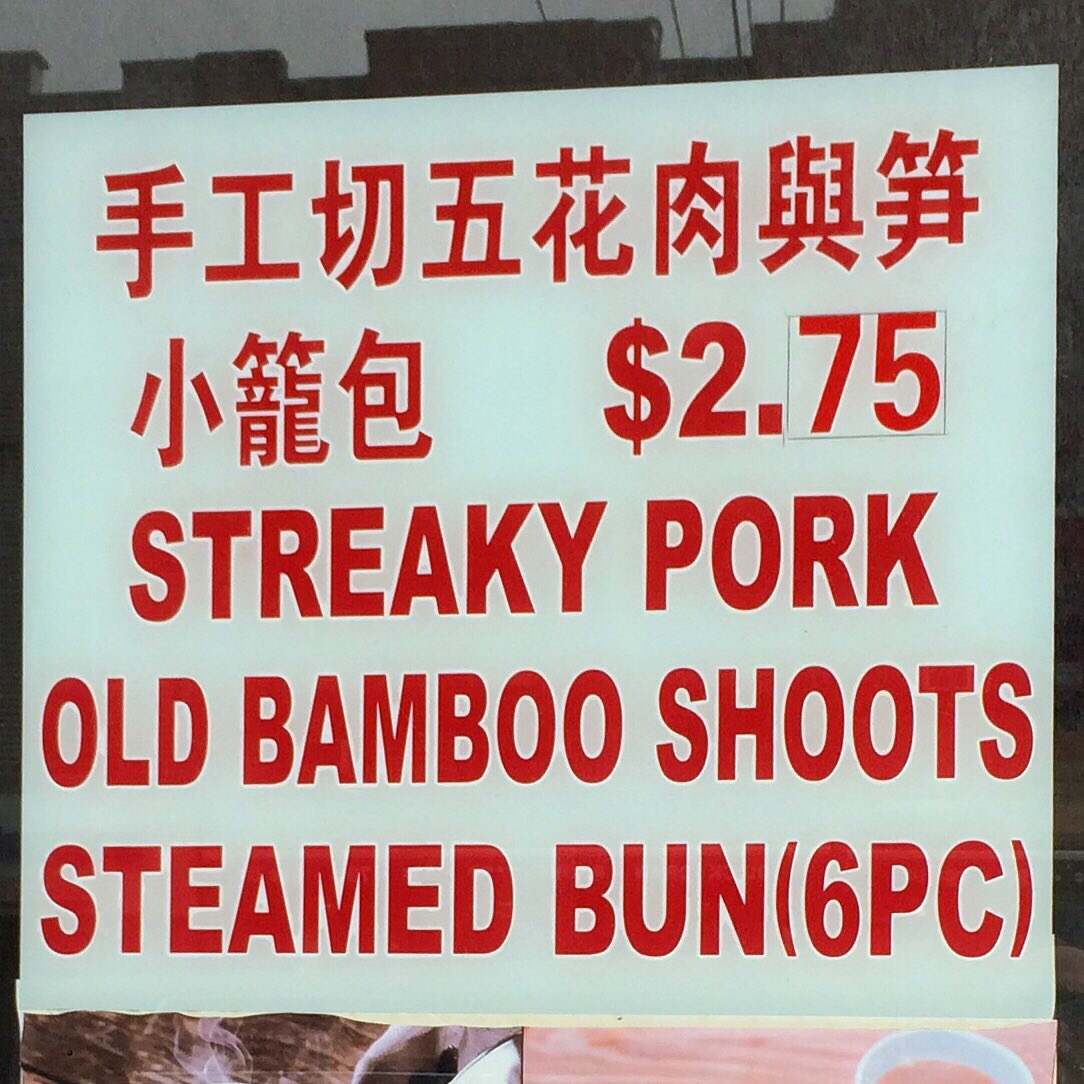 手工切五花肉與笋
小籠包 $2.75
STREAKY PORK
OLD BAMBOO SHOOTS
STEAMED BUN(6PC)